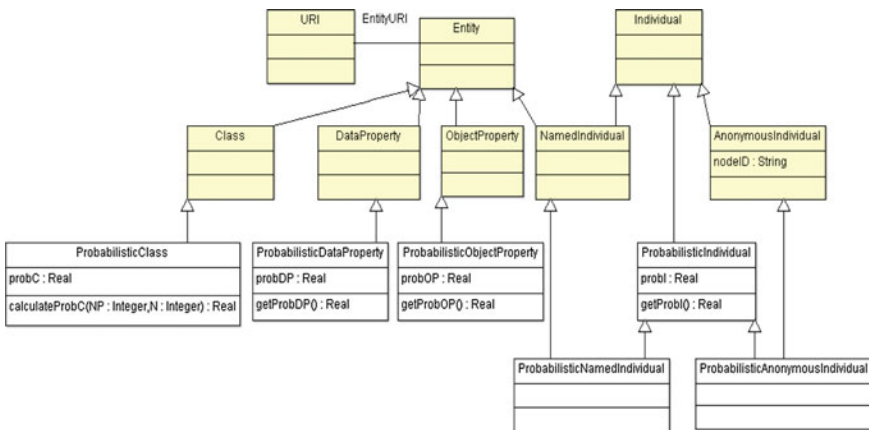 URI
EntityURI
Entity
Individual
Class
DataProperty
ObjectProperty
NamedIndividual
AnonymousIndividual
nodeID : String
ProbabilisticClass
probC : Real
calculateProbC(NP : Integer,N : Integer) : Real
ProbabilisticDataProperty
probDP : Real
getProbDP() : Real
ProbabilisticObjectProperty
probOP : Real
getProbOP() : Real
ProbabilisticIndividual
probI : Real
getProbI() : Real
ProbabilisticNamedIndividual
ProbabilisticAnonymousIndividual